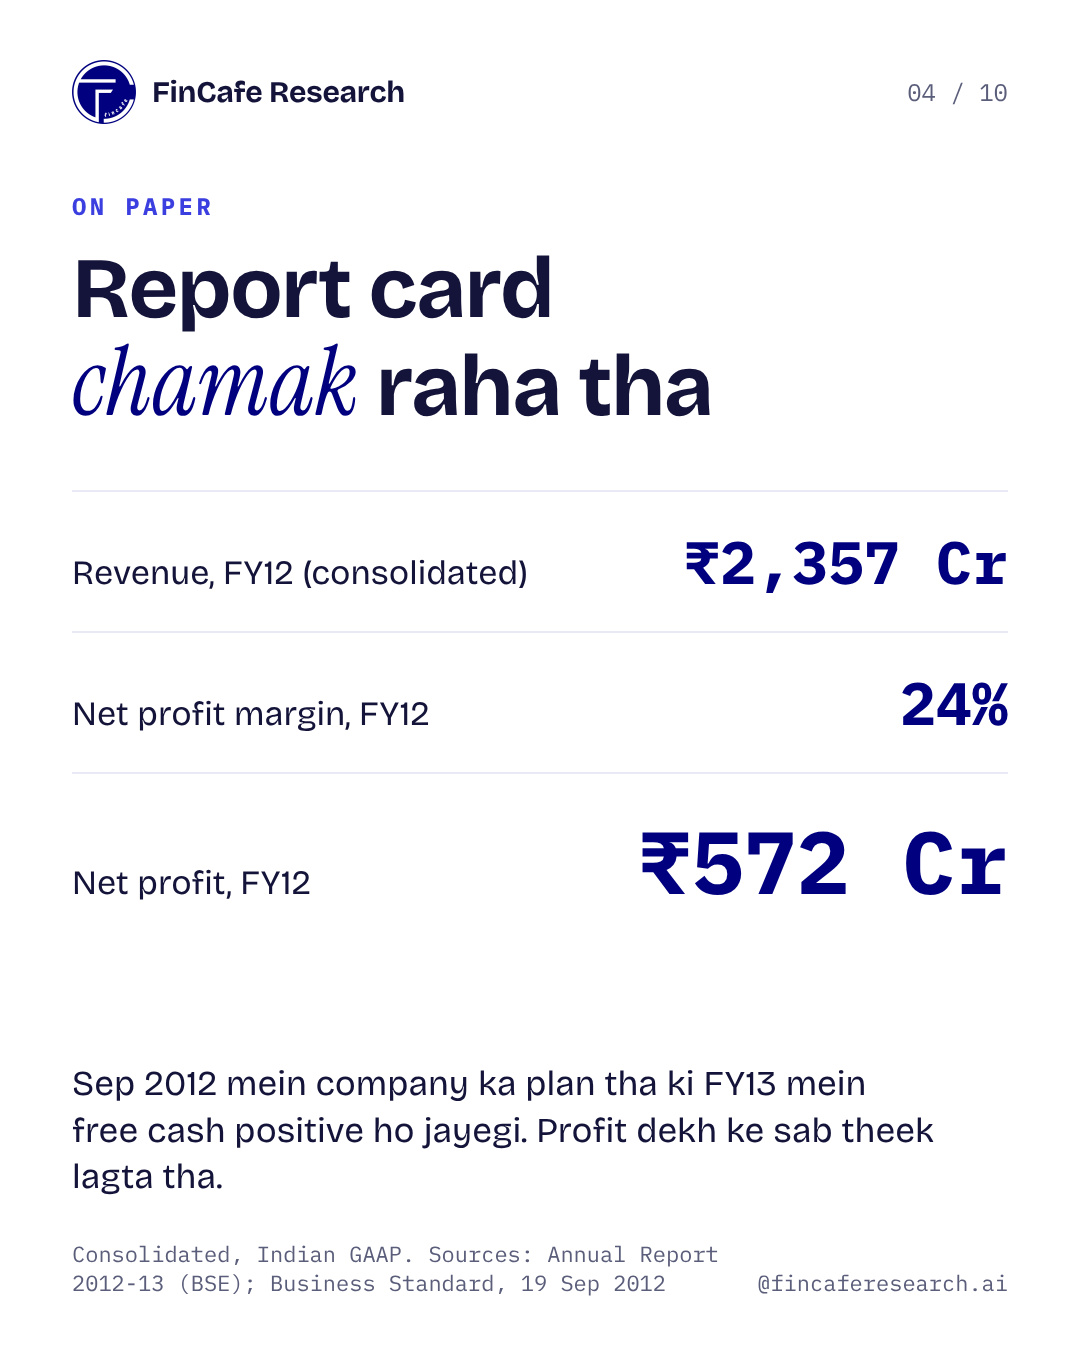 FinCafe Research
04 / 10
ON PAPER
Report card
chamak raha tha
Revenue, FY12 (consolidated)
₹2,357 Cr
Net profit margin, FY12
24%
Net profit, FY12
₹572 Cr
Sep 2012 mein company ka plan tha ki FY13 mein
free cash positive ho jayegi. Profit dekh ke sab theek
lagta tha.
Consolidated, Indian GAAP. Sources: Annual Report
2012-13 (BSE); Business Standard, 19 Sep 2012
@fincaferesearch.ai